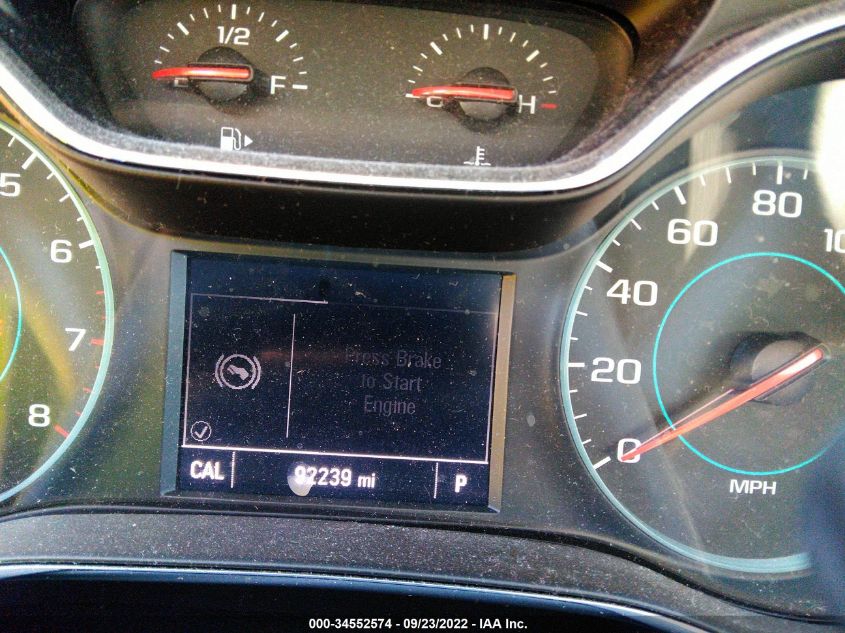 1/2
E F
C H
5
6
7
8
Press Brake
to Start
Engine
CAL 92239 mi P
0
20
40
60
80
MPH
000-34552574 - 09/23/2022 - IAA Inc.